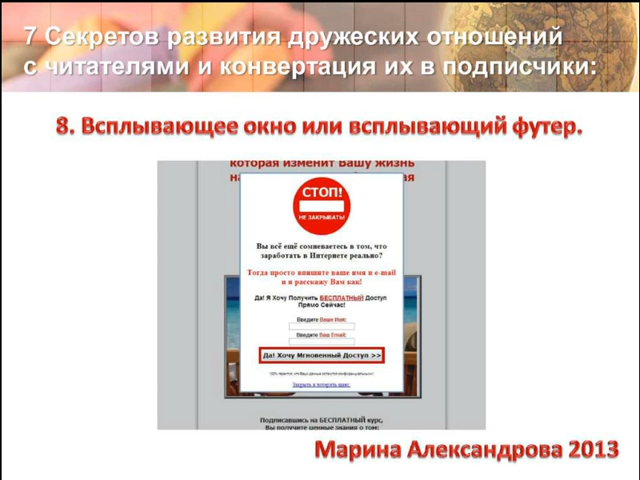 7 Секретов развития дружеских отношений
с читателями и конвертация их в подписчики:
8. Всплывающее окно или всплывающий футер.
которая изменит Вашу жизнь
СТОП!
НЕ ЗАКРЫВАТЬ!
Вы всё ещё сомневаетесь в том, что
заработать в Интернете реально?
Тогда просто впишите ваше имя и e-mail
и я расскажу Вам как!
Да! Я Хочу Получить БЕСПЛАТНЫЙ Доступ
Прямо Сейчас!
Введите Ваше Имя:
Введите Ваш Email:
Да! Хочу Мгновенный Доступ >>
Закрыть и потерять шанс.
Подписавшись на БЕСПЛАТНЫЙ курс,
Вы получите ценные знания о том:
Марина Александрова 2013